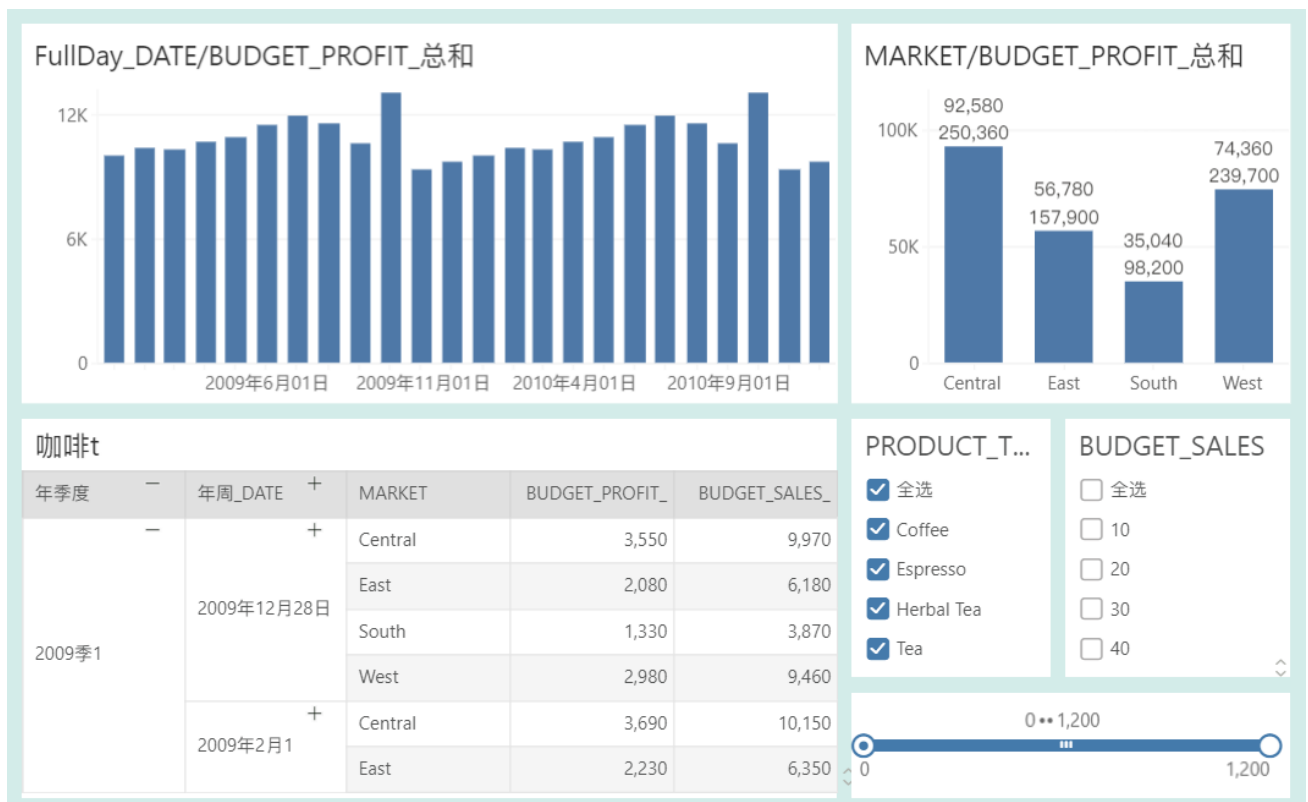 FullDay_DATE/BUDGET_PROFIT_总和
12K
6K
0
2009年6月01日 2009年11月01日 2010年4月01日 2010年9月01日
MARKET/BUDGET_PROFIT_总和
100K
50K
0
92,580
250,360
56,780
157,900
35,040
98,200
74,360
239,700
Central East South West
咖啡t
年季度 − 年周_DATE + MARKET BUDGET_PROFIT_ BUDGET_SALES_
2009季1 − 2009年12月28日 + Central 3,550 9,970
East 2,080 6,180
South 1,330 3,870
West 2,980 9,460
2009年2月1 + Central 3,690 10,150
East 2,230 6,350
PRODUCT_T...
全选
Coffee
Espresso
Herbal Tea
Tea
BUDGET_SALES
全选
10
20
30
40
0••1,200
0 1,200